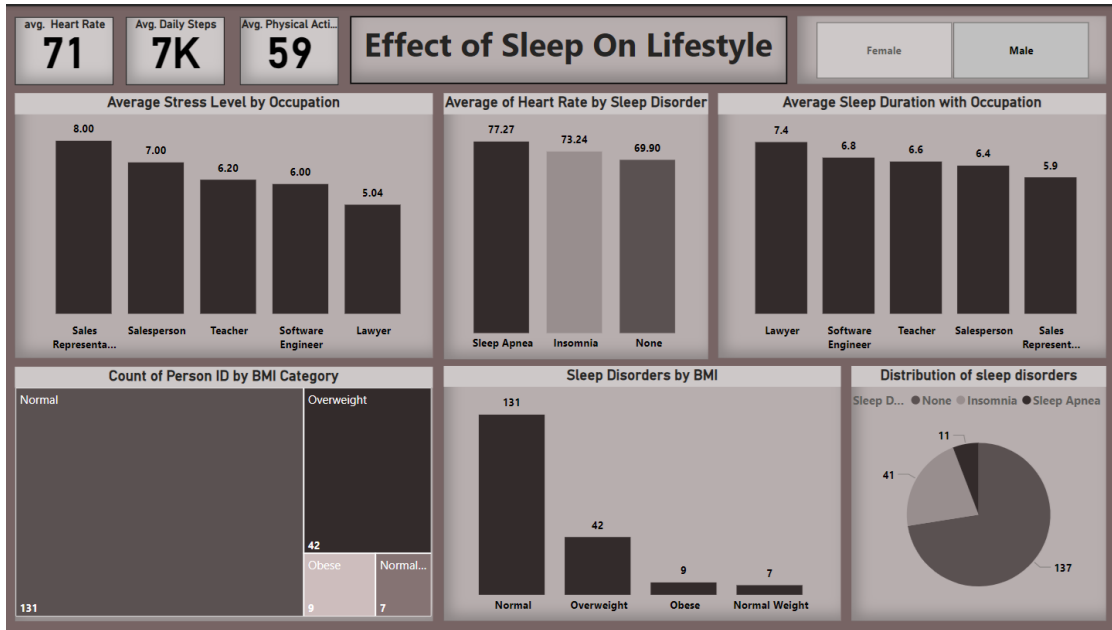 avg. Heart Rate
71
Avg. Daily Steps
7K
Avg. Physical Acti...
59
Effect of Sleep On Lifestyle
Female
Male
Average Stress Level by Occupation
8.00
7.00
6.20
6.00
5.04
Sales
Representa...
Salesperson
Teacher
Software
Engineer
Lawyer
Average of Heart Rate by Sleep Disorder
77.27
73.24
69.90
Sleep Apnea
Insomnia
None
Average Sleep Duration with Occupation
7.4
6.8
6.6
6.4
5.9
Lawyer
Software
Engineer
Teacher
Salesperson
Sales
Represent...
Count of Person ID by BMI Category
Normal
131
Overweight
42
Obese
9
Normal...
7
Sleep Disorders by BMI
131
42
9
7
Normal
Overweight
Obese
Normal Weight
Distribution of sleep disorders
Sleep D... None Insomnia Sleep Apnea
11
41
137